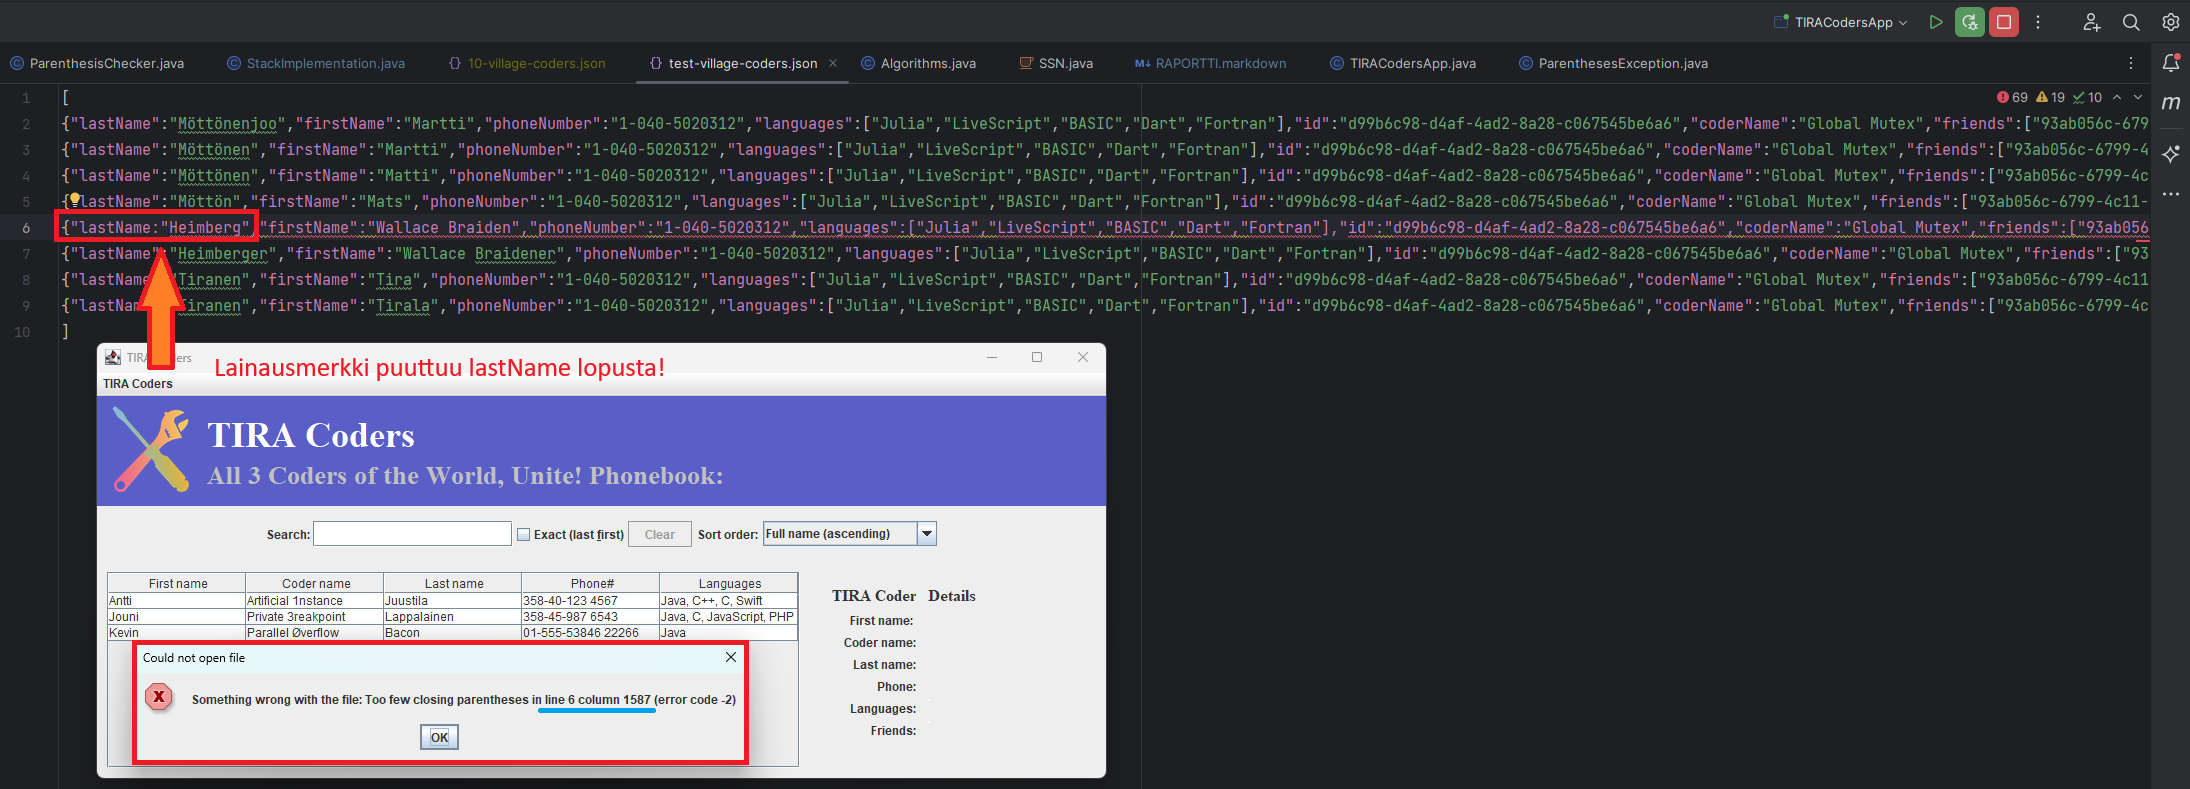 TIRACodersApp
ParenthesisChecker.java
StackImplementation.java
10-village-coders.json
test-village-coders.json
Algorithms.java
SSN.java
M↓ RAPORTTI.markdown
TIRACodersApp.java
ParenthesesException.java
69 19 10
1 [
2 {"lastName":"Möttönenjoo","firstName":"Martti","phoneNumber":"1-040-5020312","languages":["Julia","LiveScript","BASIC","Dart","Fortran"],"id":"d99b6c98-d4af-4ad2-8a28-c067545be6a6","coderName":"Global Mutex","friends":["93ab056c-679
3 {"lastName":"Möttönen","firstName":"Martti","phoneNumber":"1-040-5020312","languages":["Julia","LiveScript","BASIC","Dart","Fortran"],"id":"d99b6c98-d4af-4ad2-8a28-c067545be6a6","coderName":"Global Mutex","friends":["93ab056c-6799-4
4 {"lastName":"Möttönen","firstName":"Matti","phoneNumber":"1-040-5020312","languages":["Julia","LiveScript","BASIC","Dart","Fortran"],"id":"d99b6c98-d4af-4ad2-8a28-c067545be6a6","coderName":"Global Mutex","friends":["93ab056c-6799-4c
5 { lastName":"Möttön","firstName":"Mats","phoneNumber":"1-040-5020312","languages":["Julia","LiveScript","BASIC","Dart","Fortran"],"id":"d99b6c98-d4af-4ad2-8a28-c067545be6a6","coderName":"Global Mutex","friends":["93ab056c-6799-4c11-
6 {"lastName:"Heimberg","firstName":"Wallace Braiden","phoneNumber":"1-040-5020312","languages":["Julia","LiveScript","BASIC","Dart","Fortran"],"id":"d99b6c98-d4af-4ad2-8a28-c067545be6a6","coderName":"Global Mutex","friends":["93ab056
7 {"lastName":"Heimberger","firstName":"Wallace Braidener","phoneNumber":"1-040-5020312","languages":["Julia","LiveScript","BASIC","Dart","Fortran"],"id":"d99b6c98-d4af-4ad2-8a28-c067545be6a6","coderName":"Global Mutex","friends":["93
8 {"lastName iranen","firstName":"Tira","phoneNumber":"1-040-5020312","languages":["Julia","LiveScript","BASIC","Dart","Fortran"],"id":"d99b6c98-d4af-4ad2-8a28-c067545be6a6","coderName":"Global Mutex","friends":["93ab056c-6799-4c11
9 {"lastName iranen","firstName":"Tirala","phoneNumber":"1-040-5020312","languages":["Julia","LiveScript","BASIC","Dart","Fortran"],"id":"d99b6c98-d4af-4ad2-8a28-c067545be6a6","coderName":"Global Mutex","friends":["93ab056c-6799-4c
10 ]
Lainausmerkki puuttuu lastName lopusta!
TIRA Coders
TIRA Coders
All 3 Coders of the World, Unite! Phonebook:
Search: Exact (last first) Clear Sort order: Full name (ascending)
First name Coder name Last name Phone# Languages
Antti Artificial 1nstance Juustila 358-40-123 4567 Java, C++, C, Swift
Jouni Private 3reakpoint Lappalainen 358-45-987 6543 Java, C, JavaScript, PHP
Kevin Parallel Øverflow Bacon 01-555-53846 22266 Java
TIRA Coder Details
First name:
Coder name:
Last name:
Phone:
Languages:
Friends:
Could not open file
Something wrong with the file: Too few closing parentheses in line 6 column 1587 (error code -2)
OK